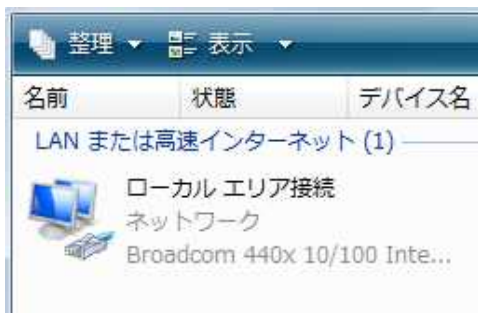 整理 表示
名前 状態 デバイス名
LAN または高速インターネット (1)
ローカル エリア接続
ネットワーク
Broadcom 440x 10/100 Inte...